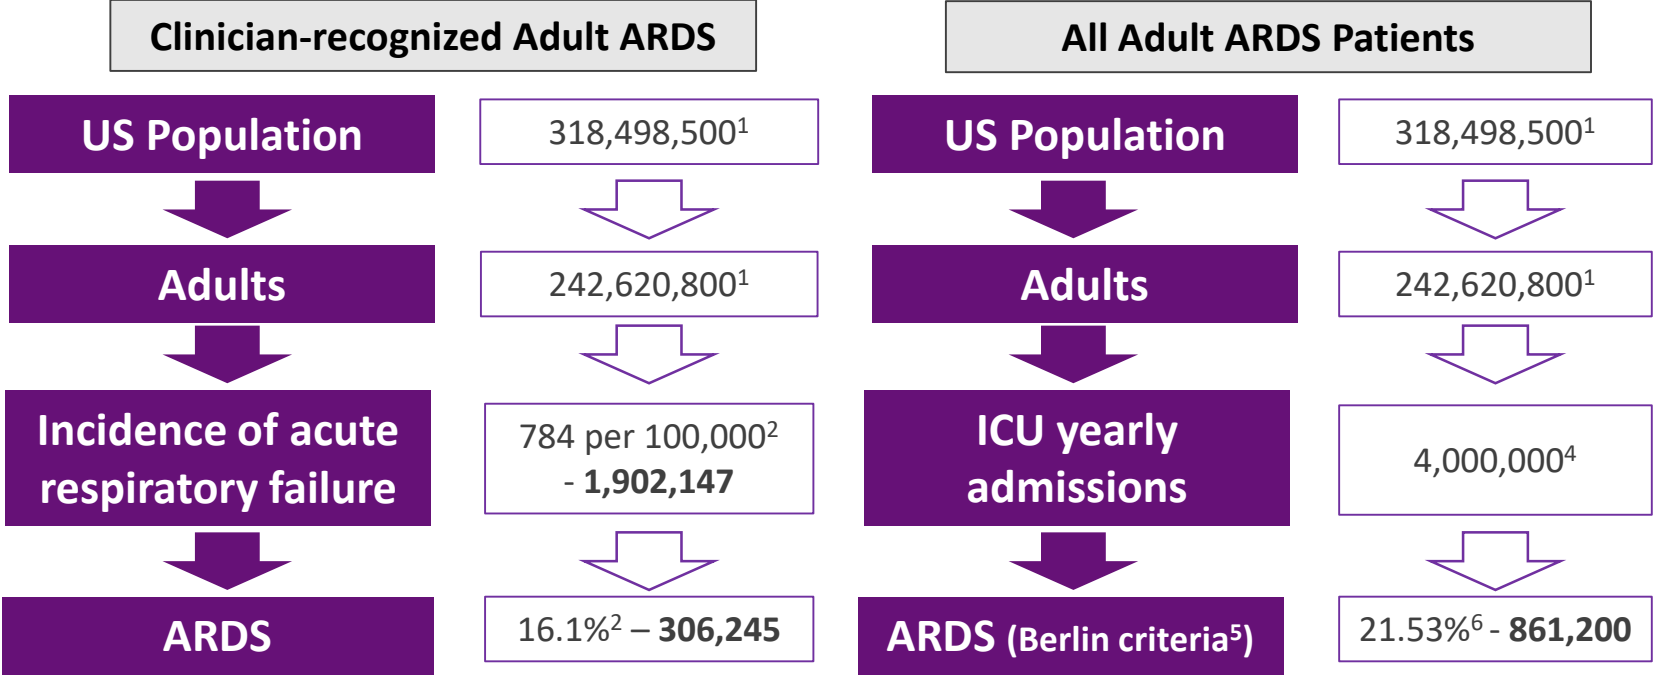 Clinician-recognized Adult ARDS
US Population
318,498,500¹
Adults
242,620,800¹
Incidence of acute
respiratory failure
784 per 100,000²
- 1,902,147
ARDS
16.1%² – 306,245
All Adult ARDS Patients
US Population
318,498,500¹
Adults
242,620,800¹
ICU yearly
admissions
4,000,000⁴
ARDS (Berlin criteria⁵)
21.53%⁶ - 861,200